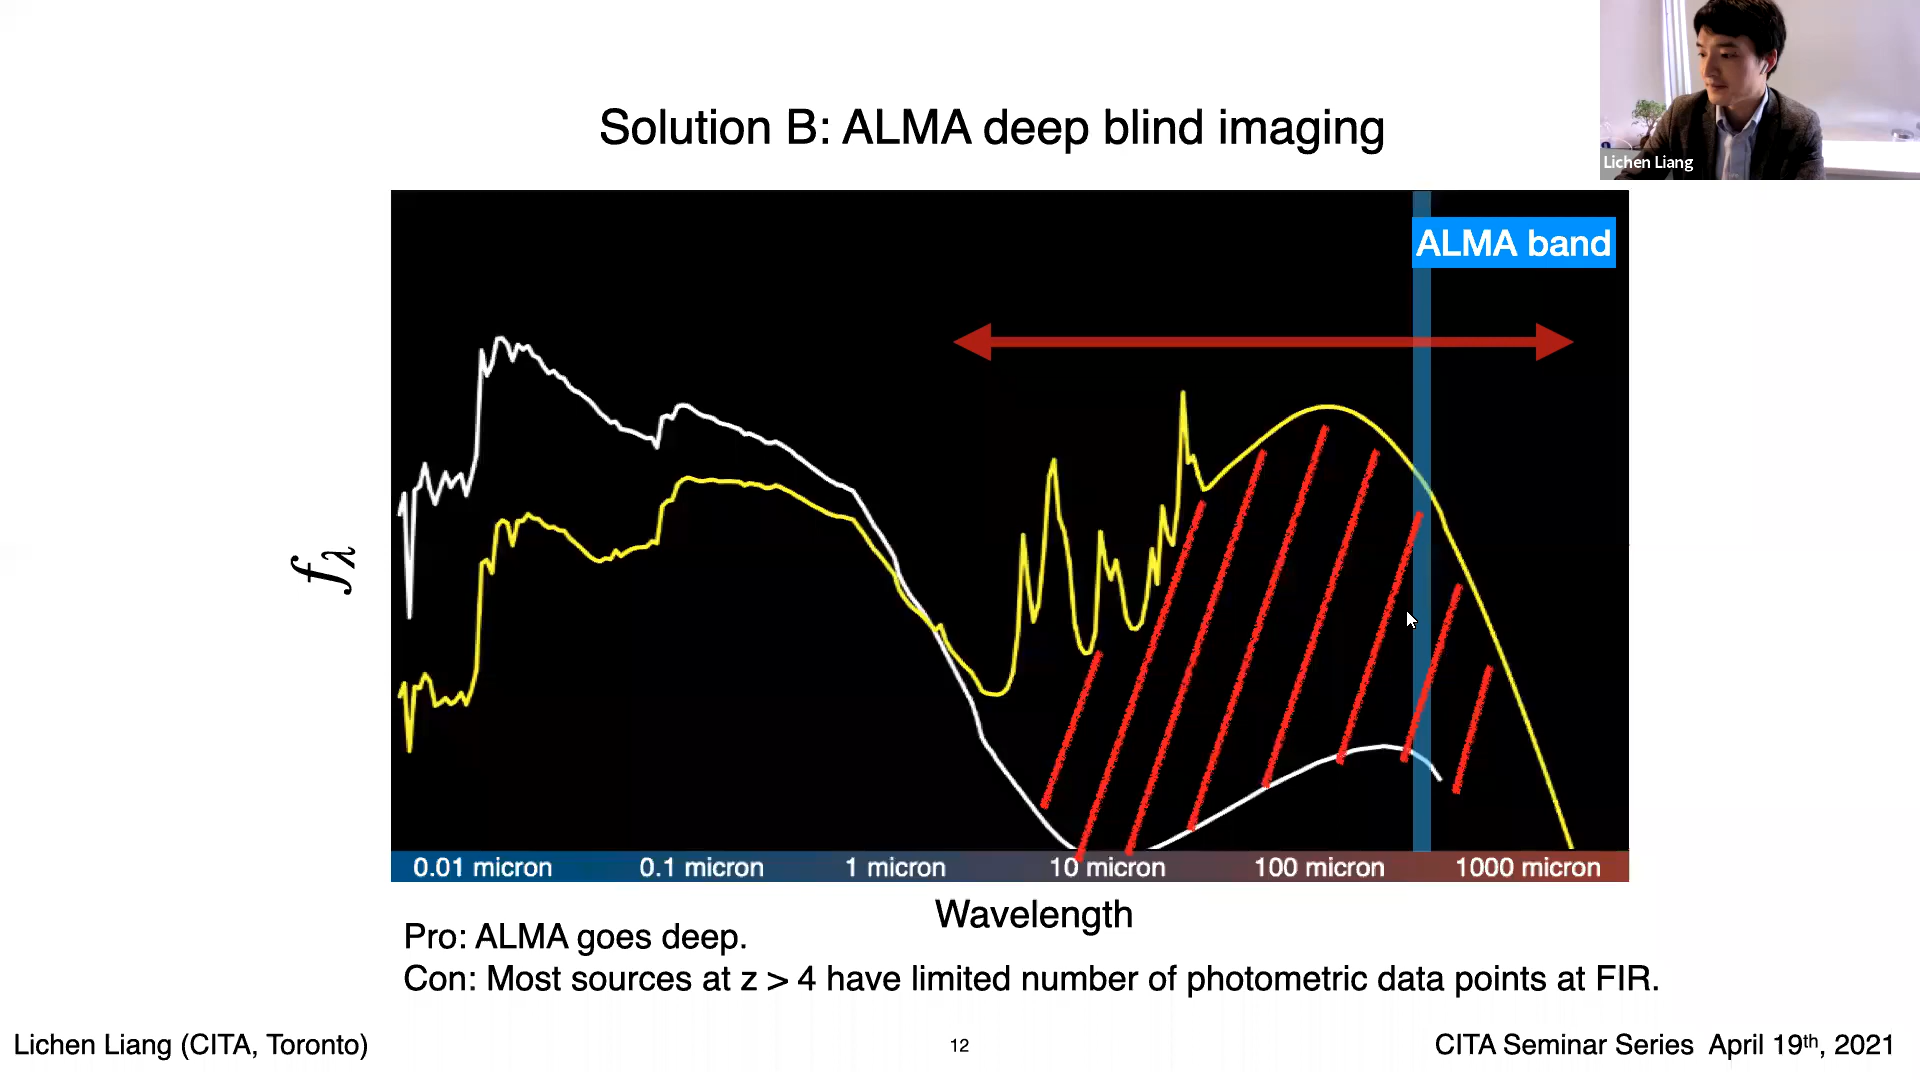 Solution B: ALMA deep blind imaging
Lichen Liang
ALMA band
fλ
0.01 micron 0.1 micron 1 micron 10 micron 100 micron 1000 micron
Wavelength
Pro: ALMA goes deep.
Con: Most sources at z > 4 have limited number of photometric data points at FIR.
Lichen Liang (CITA, Toronto) 12 CITA Seminar Series April 19th, 2021